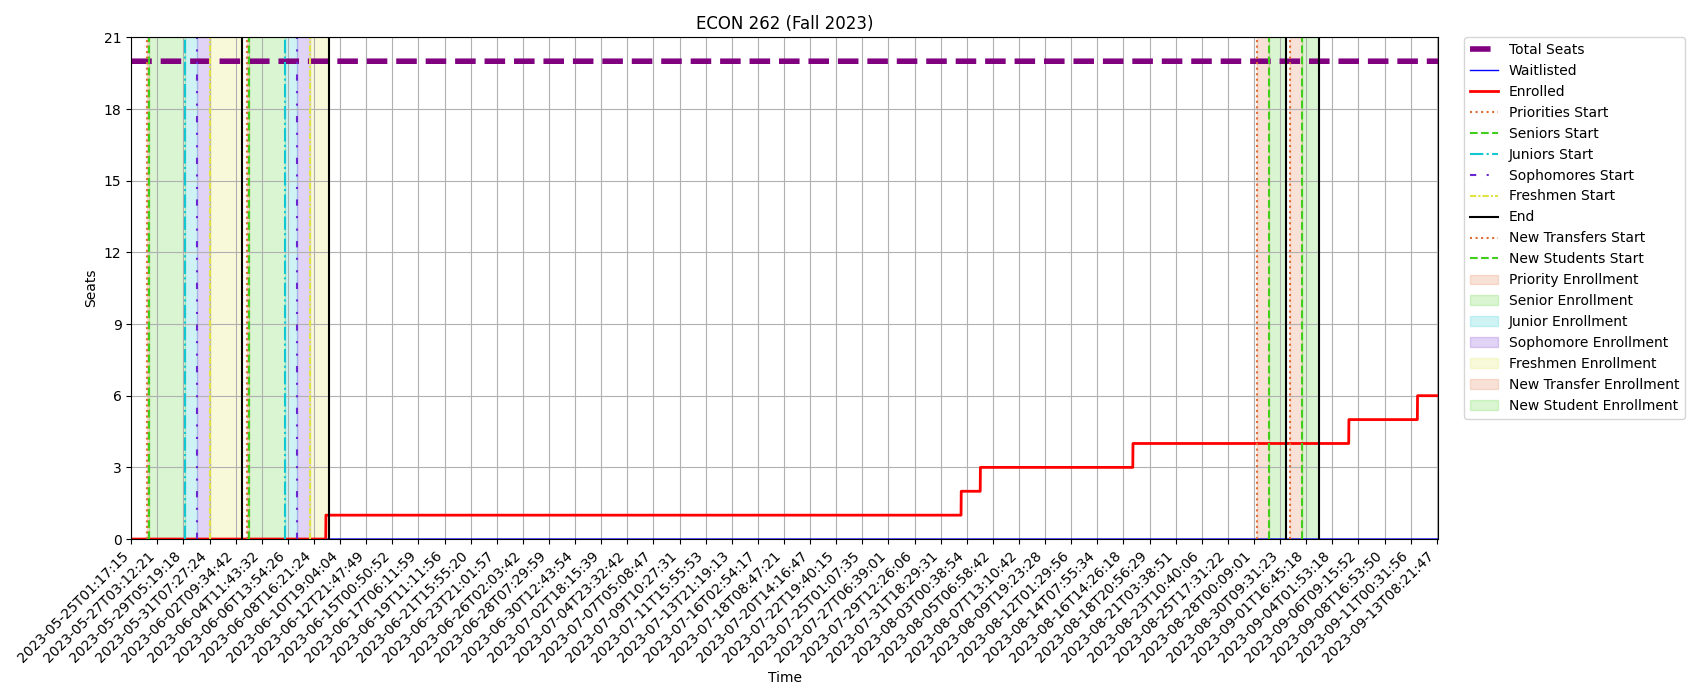 ECON 262 (Fall 2023)
21
18
15
12
9
6
3
0
Seats
2023-05-25T01:17:15
2023-05-27T03:12:21
2023-05-29T05:19:18
2023-05-31T07:27:24
2023-06-02T09:34:42
2023-06-04T11:43:32
2023-06-06T13:54:26
2023-06-08T16:21:24
2023-06-10T19:04:04
2023-06-12T21:47:49
2023-06-15T00:50:52
2023-06-17T06:11:59
2023-06-19T11:11:56
2023-06-21T15:55:20
2023-06-23T21:01:57
2023-06-26T02:03:42
2023-06-28T07:29:59
2023-06-30T12:43:54
2023-07-02T18:15:39
2023-07-04T23:32:42
2023-07-07T05:08:47
2023-07-09T10:27:31
2023-07-11T15:55:53
2023-07-13T21:19:13
2023-07-16T02:54:17
2023-07-18T08:47:21
2023-07-20T14:16:47
2023-07-22T19:40:15
2023-07-25T01:07:35
2023-07-27T06:39:01
2023-07-29T12:26:06
2023-07-31T18:29:31
2023-08-03T00:38:54
2023-08-05T06:58:42
2023-08-07T13:10:42
2023-08-09T19:23:28
2023-08-12T01:29:56
2023-08-14T07:55:34
2023-08-16T14:26:18
2023-08-18T20:56:29
2023-08-21T03:38:51
2023-08-23T10:40:06
2023-08-25T17:31:22
2023-08-28T00:09:01
2023-08-30T09:31:23
2023-09-01T16:45:18
2023-09-04T01:53:18
2023-09-06T09:15:52
2023-09-08T16:53:50
2023-09-11T00:31:56
2023-09-13T08:21:47
Time
Total Seats
Waitlisted
Enrolled
Priorities Start
Seniors Start
Juniors Start
Sophomores Start
Freshmen Start
End
New Transfers Start
New Students Start
Priority Enrollment
Senior Enrollment
Junior Enrollment
Sophomore Enrollment
Freshmen Enrollment
New Transfer Enrollment
New Student Enrollment